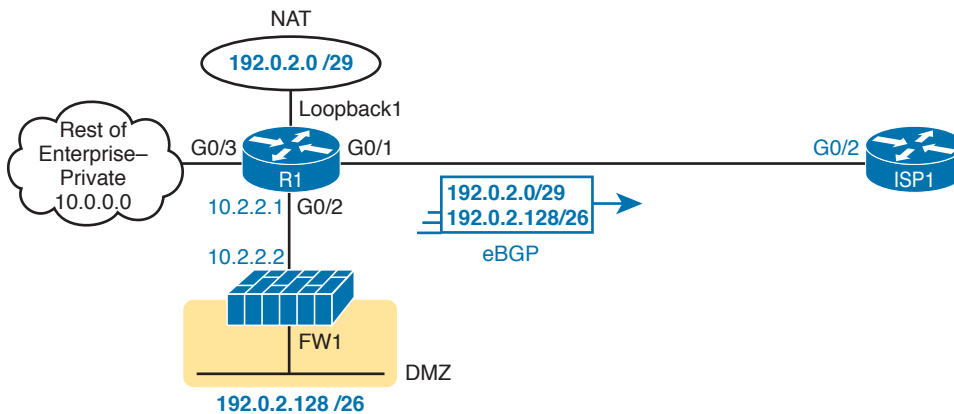 NAT
192.0.2.0 /29
Loopback1
Rest of
Enterprise–
Private
10.0.0.0
G0/3
G0/1
R1
G0/2
ISP1
10.2.2.1
G0/2
192.0.2.0/29
192.0.2.128/26
eBGP
10.2.2.2
FW1
DMZ
192.0.2.128 /26